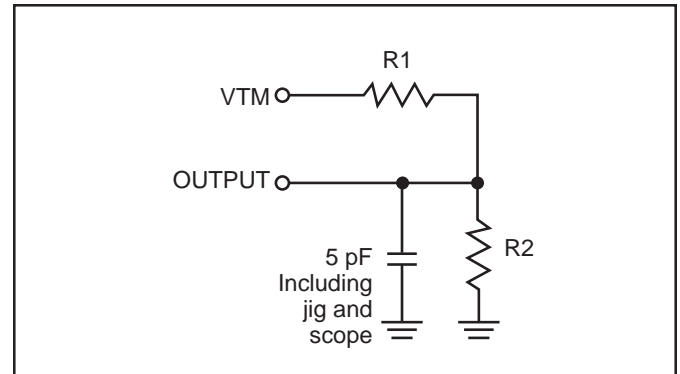 R1
VTM
OUTPUT
R2
5 pF
Including
jig and
scope